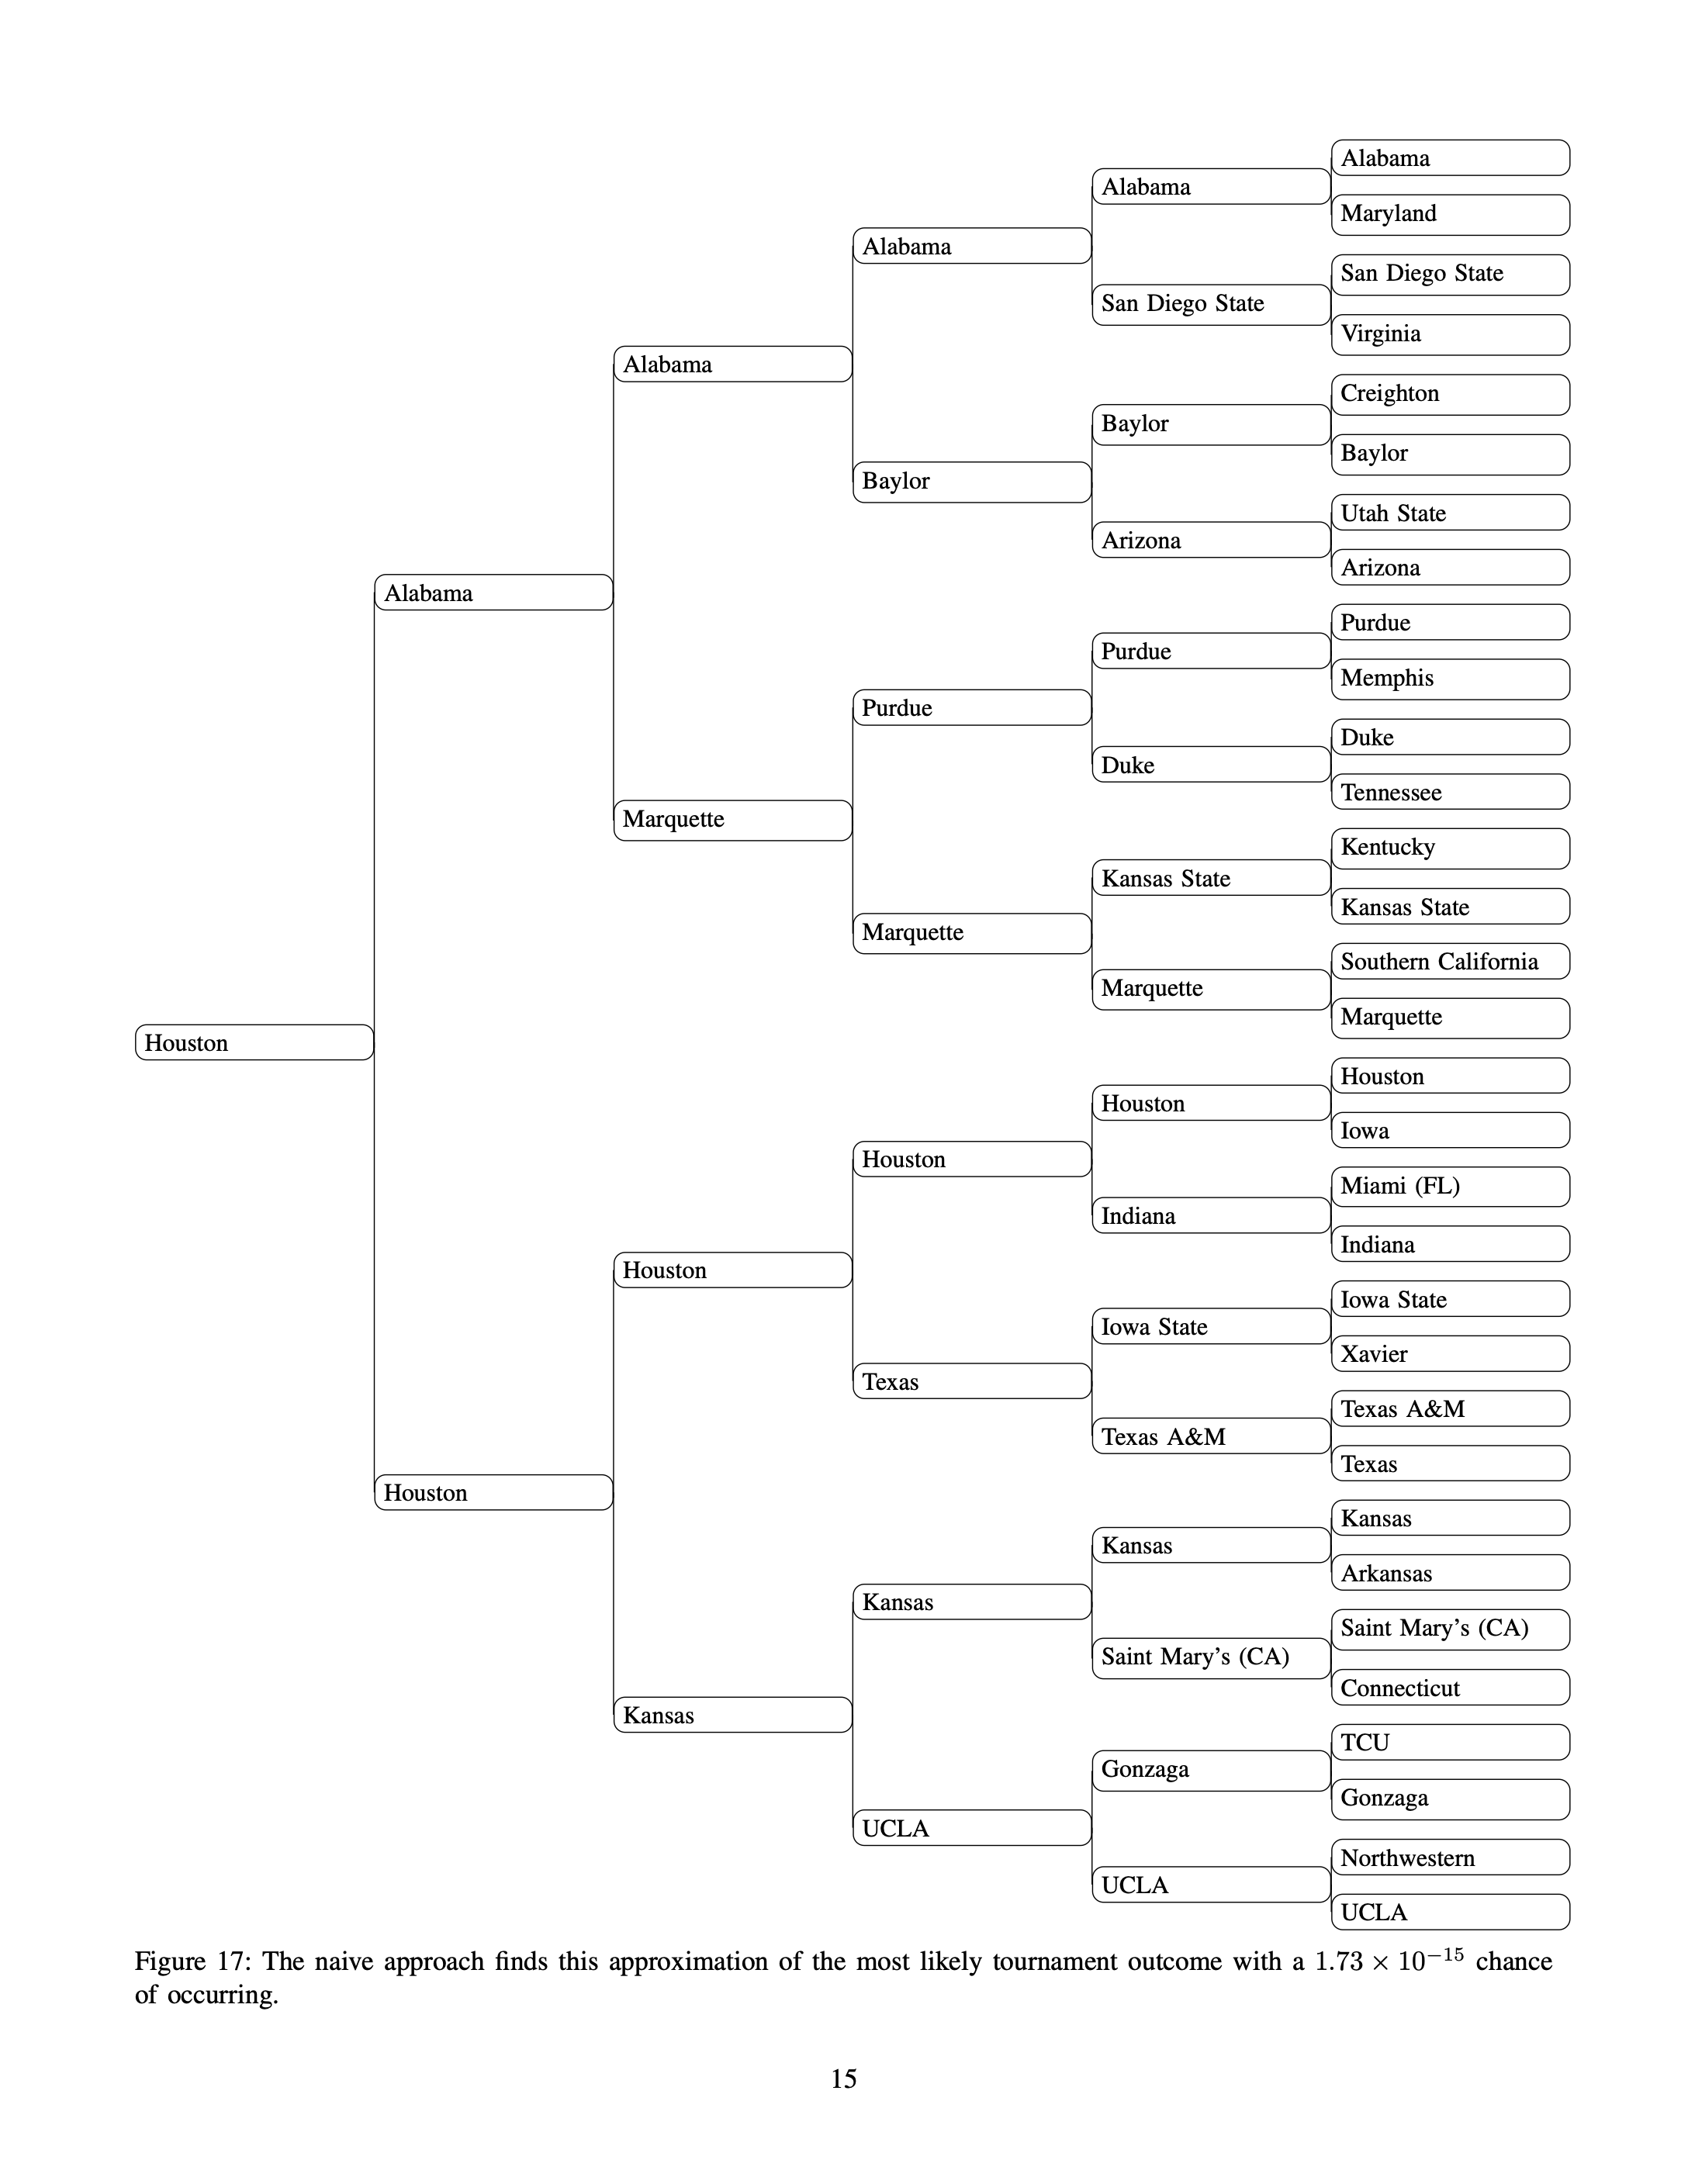 Alabama
Maryland
San Diego State
Virginia
Creighton
Baylor
Utah State
Arizona
Purdue
Memphis
Duke
Tennessee
Kentucky
Kansas State
Southern California
Marquette
Houston
Iowa
Miami (FL)
Indiana
Iowa State
Xavier
Texas A&M
Texas
Kansas
Arkansas
Saint Mary's (CA)
Connecticut
TCU
Gonzaga
Northwestern
UCLA
Alabama
San Diego State
Baylor
Arizona
Purdue
Duke
Kansas State
Marquette
Houston
Indiana
Iowa State
Texas A&M
Kansas
Saint Mary's (CA)
Gonzaga
UCLA
Alabama
Baylor
Purdue
Marquette
Houston
Texas
Kansas
UCLA
Alabama
Marquette
Houston
Kansas
Alabama
Houston
Houston
Figure 17: The naive approach finds this approximation of the most likely tournament outcome with a 1.73 × 10⁻¹⁵ chance
of occurring.
15